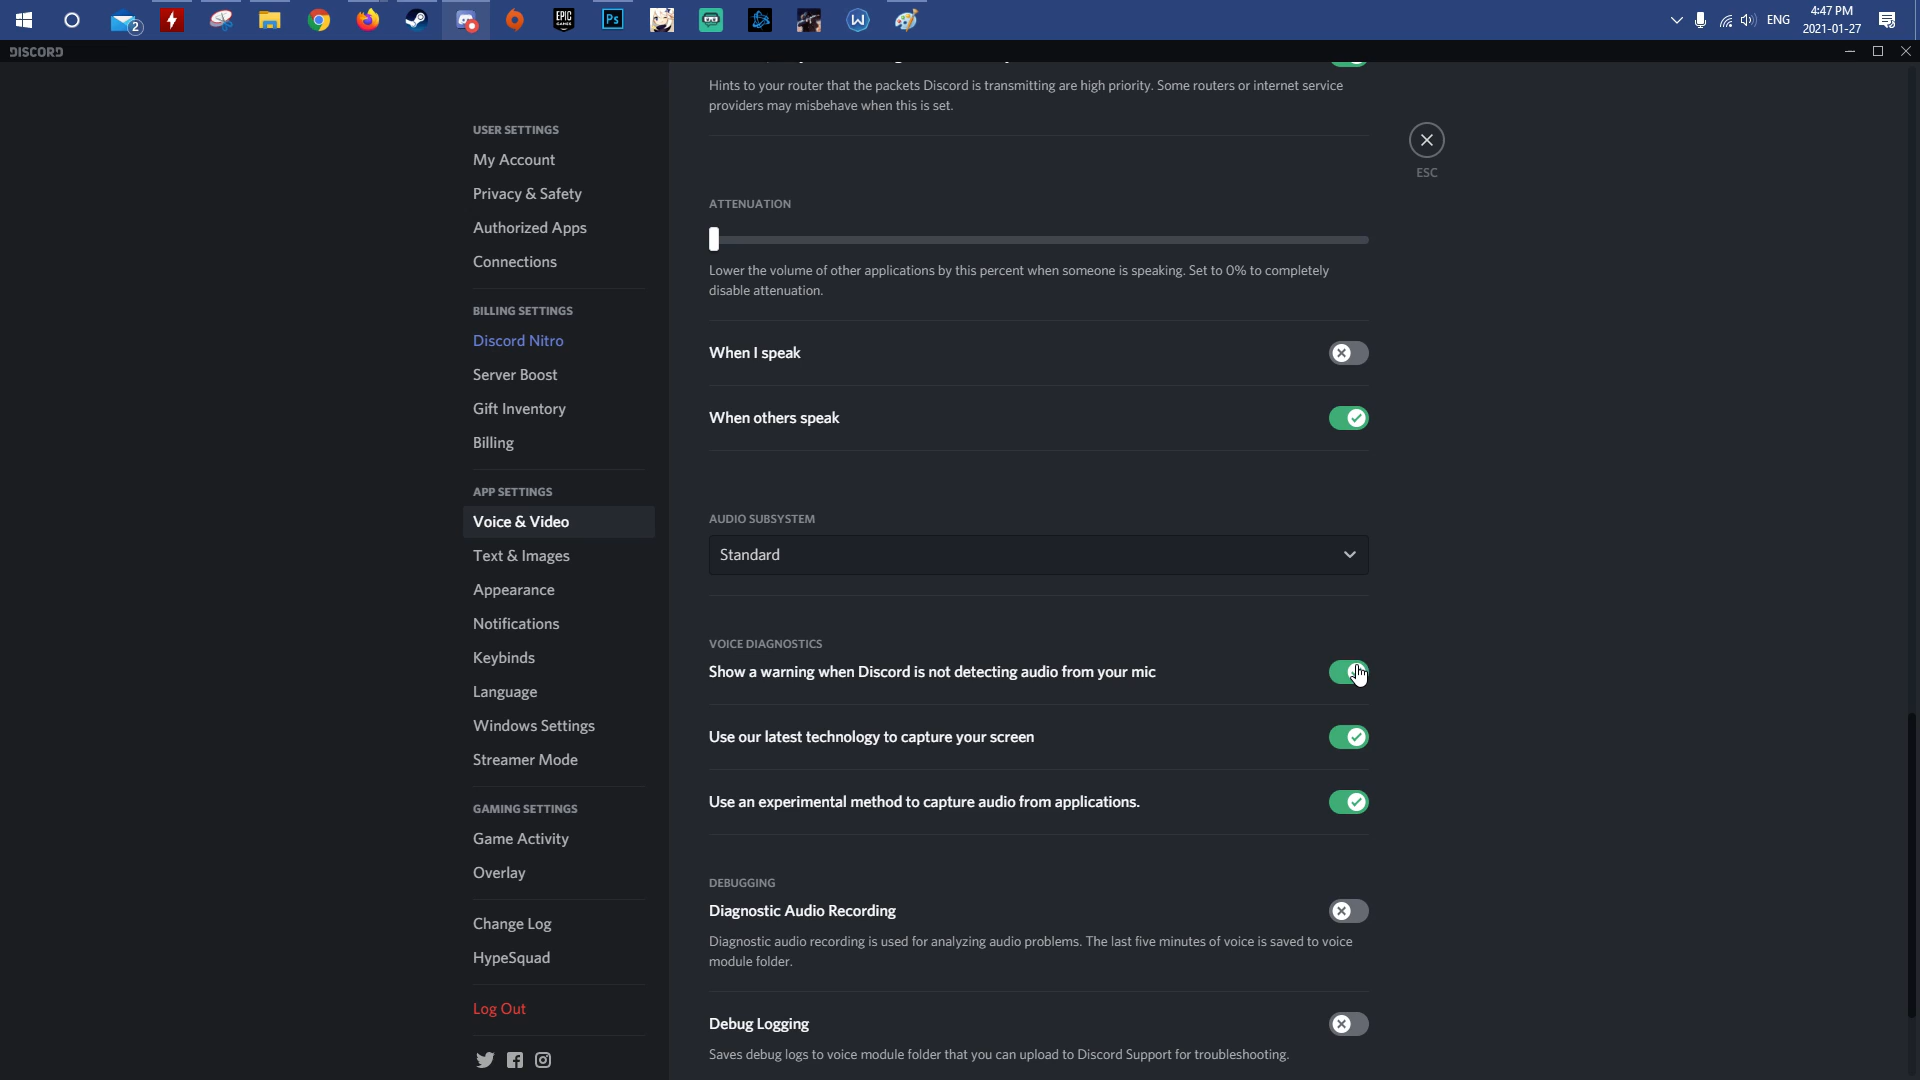 2
EPIC GAMES
Ps
W
ENG
4:47 PM
2021-01-27
DISCORD
Hints to your router that the packets Discord is transmitting are high priority. Some routers or internet service
providers may misbehave when this is set.
ESC
USER SETTINGS
My Account
Privacy & Safety
Authorized Apps
Connections
BILLING SETTINGS
Discord Nitro
Server Boost
Gift Inventory
Billing
APP SETTINGS
Voice & Video
Text & Images
Appearance
Notifications
Keybinds
Language
Windows Settings
Streamer Mode
GAMING SETTINGS
Game Activity
Overlay
Change Log
HypeSquad
Log Out
ATTENUATION
Lower the volume of other applications by this percent when someone is speaking. Set to 0% to completely
disable attenuation.
When I speak
When others speak
AUDIO SUBSYSTEM
Standard
VOICE DIAGNOSTICS
Show a warning when Discord is not detecting audio from your mic
Use our latest technology to capture your screen
Use an experimental method to capture audio from applications.
DEBUGGING
Diagnostic Audio Recording
Diagnostic audio recording is used for analyzing audio problems. The last five minutes of voice is saved to voice
module folder.
Debug Logging
Saves debug logs to voice module folder that you can upload to Discord Support for troubleshooting.